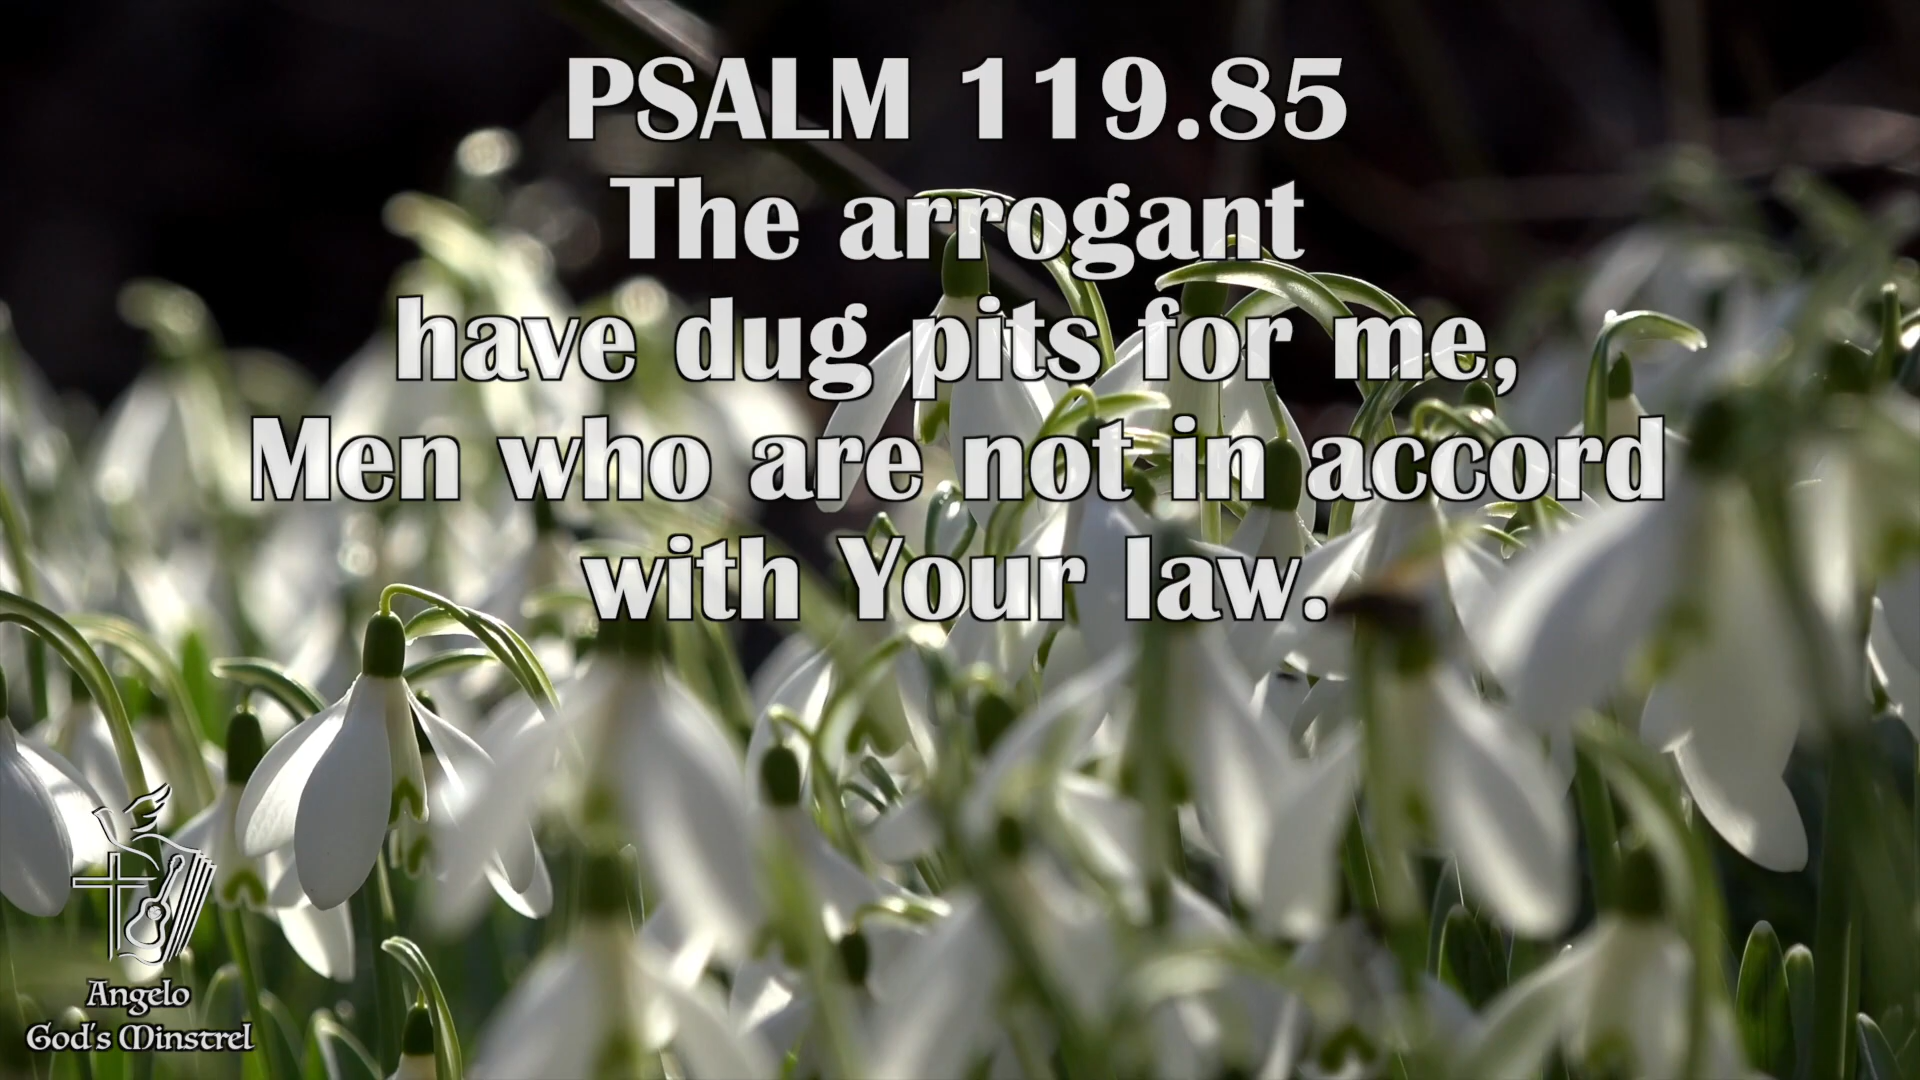 PSALM 119.85
The arrogant
have dug pits for me,
Men who are not in accord
with Your law.
Angelo
God's Minstrel